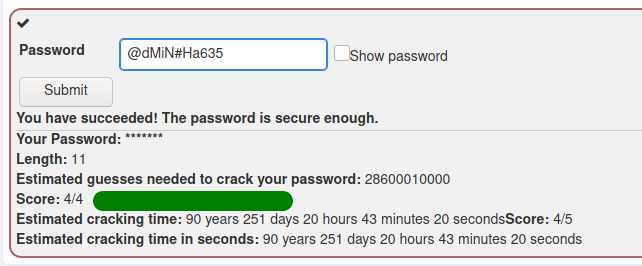 Password @dMiN#Ha635 Show password
Submit
You have succeeded! The password is secure enough.
Your Password: *******
Length: 11
Estimated guesses needed to crack your password: 28600010000
Score: 4/4
Estimated cracking time: 90 years 251 days 20 hours 43 minutes 20 secondsScore: 4/5
Estimated cracking time in seconds: 90 years 251 days 20 hours 43 minutes 20 seconds